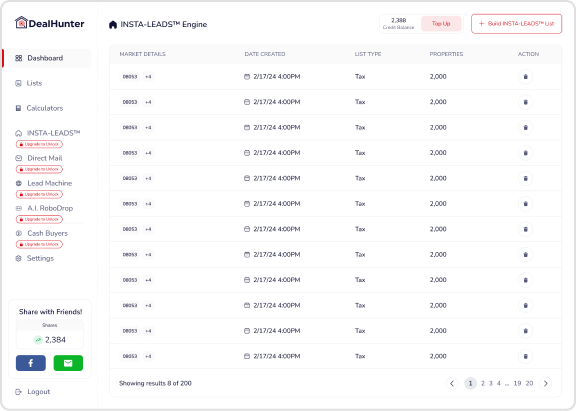 DealHunter
Dashboard
Lists
Calculators
INSTA-LEADS™
Upgrade to Unlock
Direct Mail
Upgrade to Unlock
Lead Machine
Upgrade to Unlock
A.I. RoboDrop
Upgrade to Unlock
Cash Buyers
Upgrade to Unlock
Settings
Share with Friends!
Shares
2,384
f
Logout
INSTA-LEADS™ Engine
2,388
Credit Balance
Top Up
+ Build INSTA-LEADS™ List
MARKET DETAILS DATE CREATED LIST TYPE PROPERTIES ACTION
08053 +4 2/17/24 4:00PM Tax 2,000
08053 +4 2/17/24 4:00PM Tax 2,000
08053 +4 2/17/24 4:00PM Tax 2,000
08053 +4 2/17/24 4:00PM Tax 2,000
08053 +4 2/17/24 4:00PM Tax 2,000
08053 +4 2/17/24 4:00PM Tax 2,000
08053 +4 2/17/24 4:00PM Tax 2,000
08053 +4 2/17/24 4:00PM Tax 2,000
08053 +4 2/17/24 4:00PM Tax 2,000
08053 +4 2/17/24 4:00PM Tax 2,000
08053 +4 2/17/24 4:00PM Tax 2,000
08053 +4 2/17/24 4:00PM Tax 2,000
Showing results 8 of 200
< 1 2 3 4 ... 19 20 >